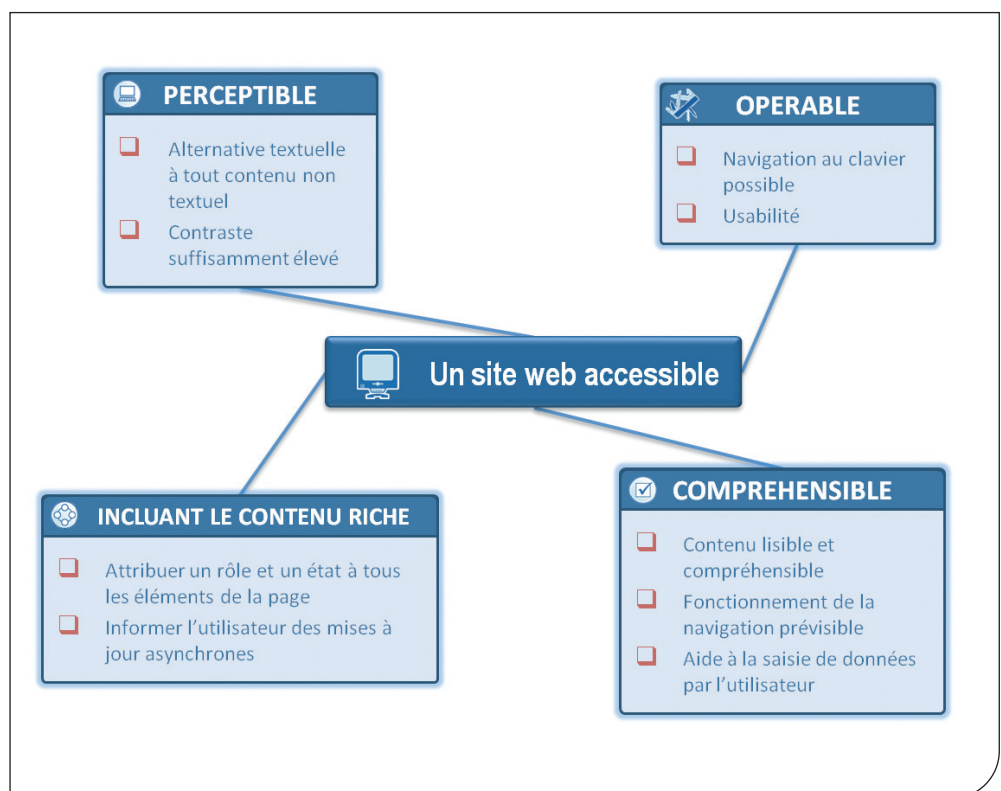 PERCEPTIBLE
Alternative textuelle
à tout contenu non
textuel
Contraste
suffisamment élevé
OPERABLE
Navigation au clavier
possible
Usabilité
Un site web accessible
INCLUANT LE CONTENU RICHE
Attribuer un rôle et un état à tous
les éléments de la page
Informer l'utilisateur des mises à
jour asynchrones
COMPREHENSIBLE
Contenu lisible et
compréhensible
Fonctionnement de la
navigation prévisible
Aide à la saisie de données
par l'utilisateur